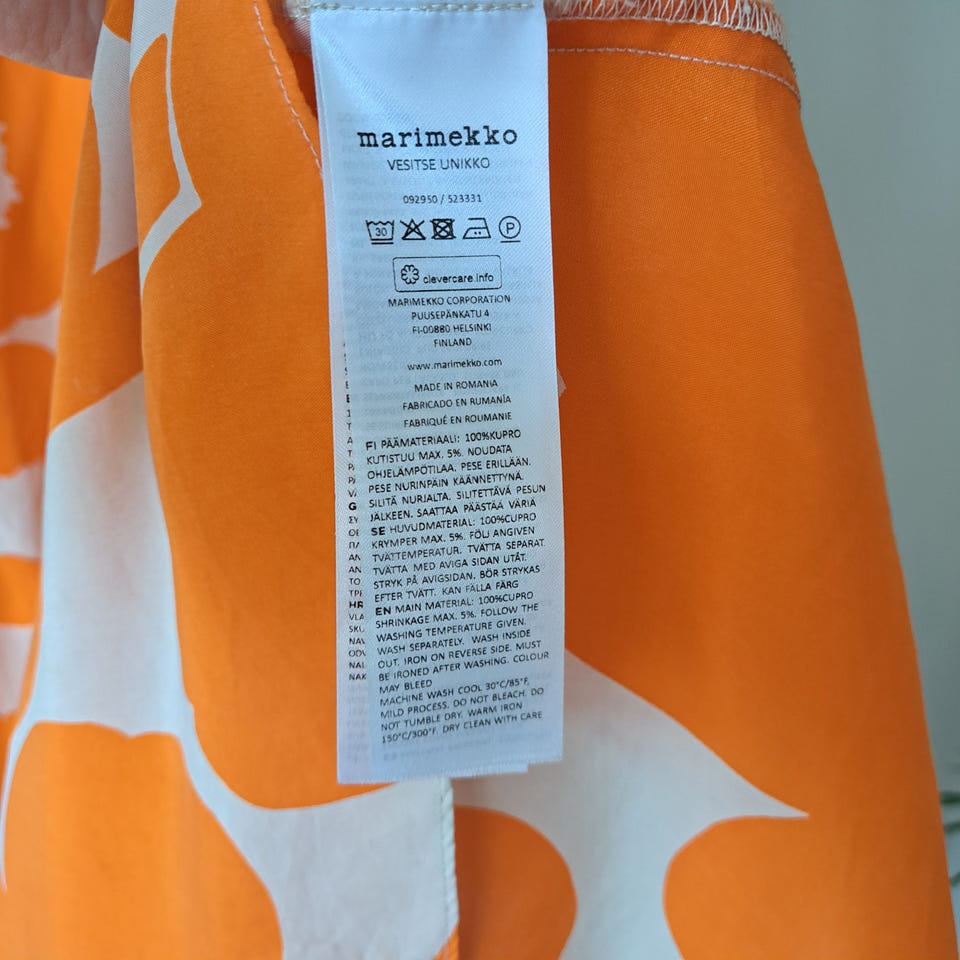 marimekko
VESITSE UNIKKO
092950 / 523331
30
P
clevercare.info
MARIMEKKO CORPORATION
PUUSEPÄNKATU 4
FI-00880 HELSINKI
FINLAND
www.marimekko.com
MADE IN ROMANIA
FABRICADO EN RUMANÍA
FABRIQUÉ EN ROUMANIE
FI PÄÄMATERIAALI: 100%KUPRO
KUTISTUU MAX. 5%. NOUDATA
OHJELÄMPÖTILAA. PESE ERILLÄÄN.
PESE NURINPÄIN KÄÄNNETTYNÄ.
SILITÄ NURJALTA. SILITETTÄVÄ PESUN
JÄLKEEN. SAATTAA PÄÄSTÄÄ VÄRIÄ
SE HUVUDMATERIAL: 100%CUPRO
KRYMPER MAX. 5%. FÖLJ ANGIVEN
TVÄTTEMPERATUR. TVÄTTA SEPARAT.
TVÄTTA MED AVIGA SIDAN UTÅT.
STRYK PÅ AVIGSIDAN. BÖR STRYKAS
EFTER TVÄTT. KAN FÄLLA FÄRG
EN MAIN MATERIAL: 100%CUPRO
SHRINKAGE MAX. 5%. FOLLOW THE
WASHING TEMPERATURE GIVEN.
WASH SEPARATELY. WASH INSIDE
OUT. IRON ON REVERSE SIDE. MUST
BE IRONED AFTER WASHING. COLOUR
MAY BLEED
MACHINE WASH COOL 30°C/85°F,
MILD PROCESS. DO NOT BLEACH. DO
NOT TUMBLE DRY. WARM IRON
150°C/300°F. DRY CLEAN WITH CARE